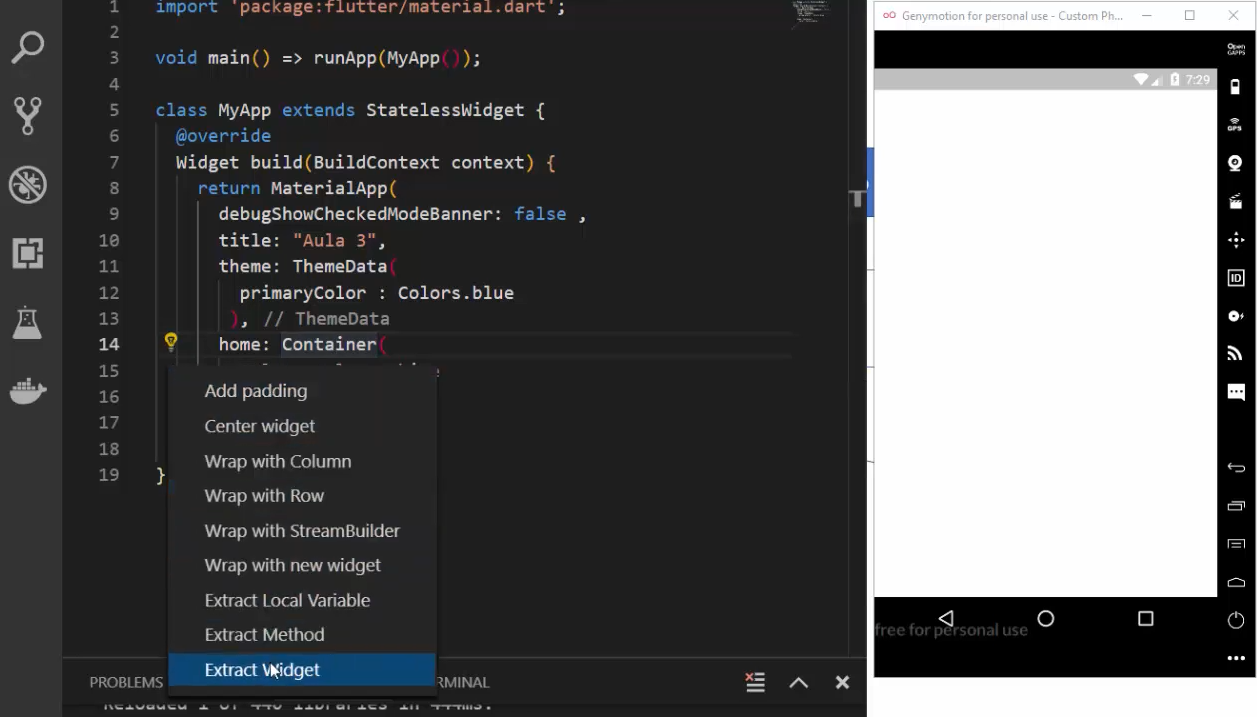 1 import 'package:flutter/material.dart';
2
3 void main() => runApp(MyApp());
4
5 class MyApp extends StatelessWidget {
6 @override
7 Widget build(BuildContext context) {
8 return MaterialApp(
9 debugShowCheckedModeBanner: false ,
10 title: "Aula 3",
11 theme: ThemeData(
12 primaryColor : Colors.blue
13 ), // ThemeData
14 home: Container(
15
16
17
18
19 }
Add padding
Center widget
Wrap with Column
Wrap with Row
Wrap with StreamBuilder
Wrap with new widget
Extract Local Variable
Extract Method
Extract Widget
PROBLEMS RMINAL
Reloaded 1 of 440 libraries in 444ms.
Genymotion for personal use - Custom Ph...
Open GAPPS
7:29
GPS
ID
free for personal use